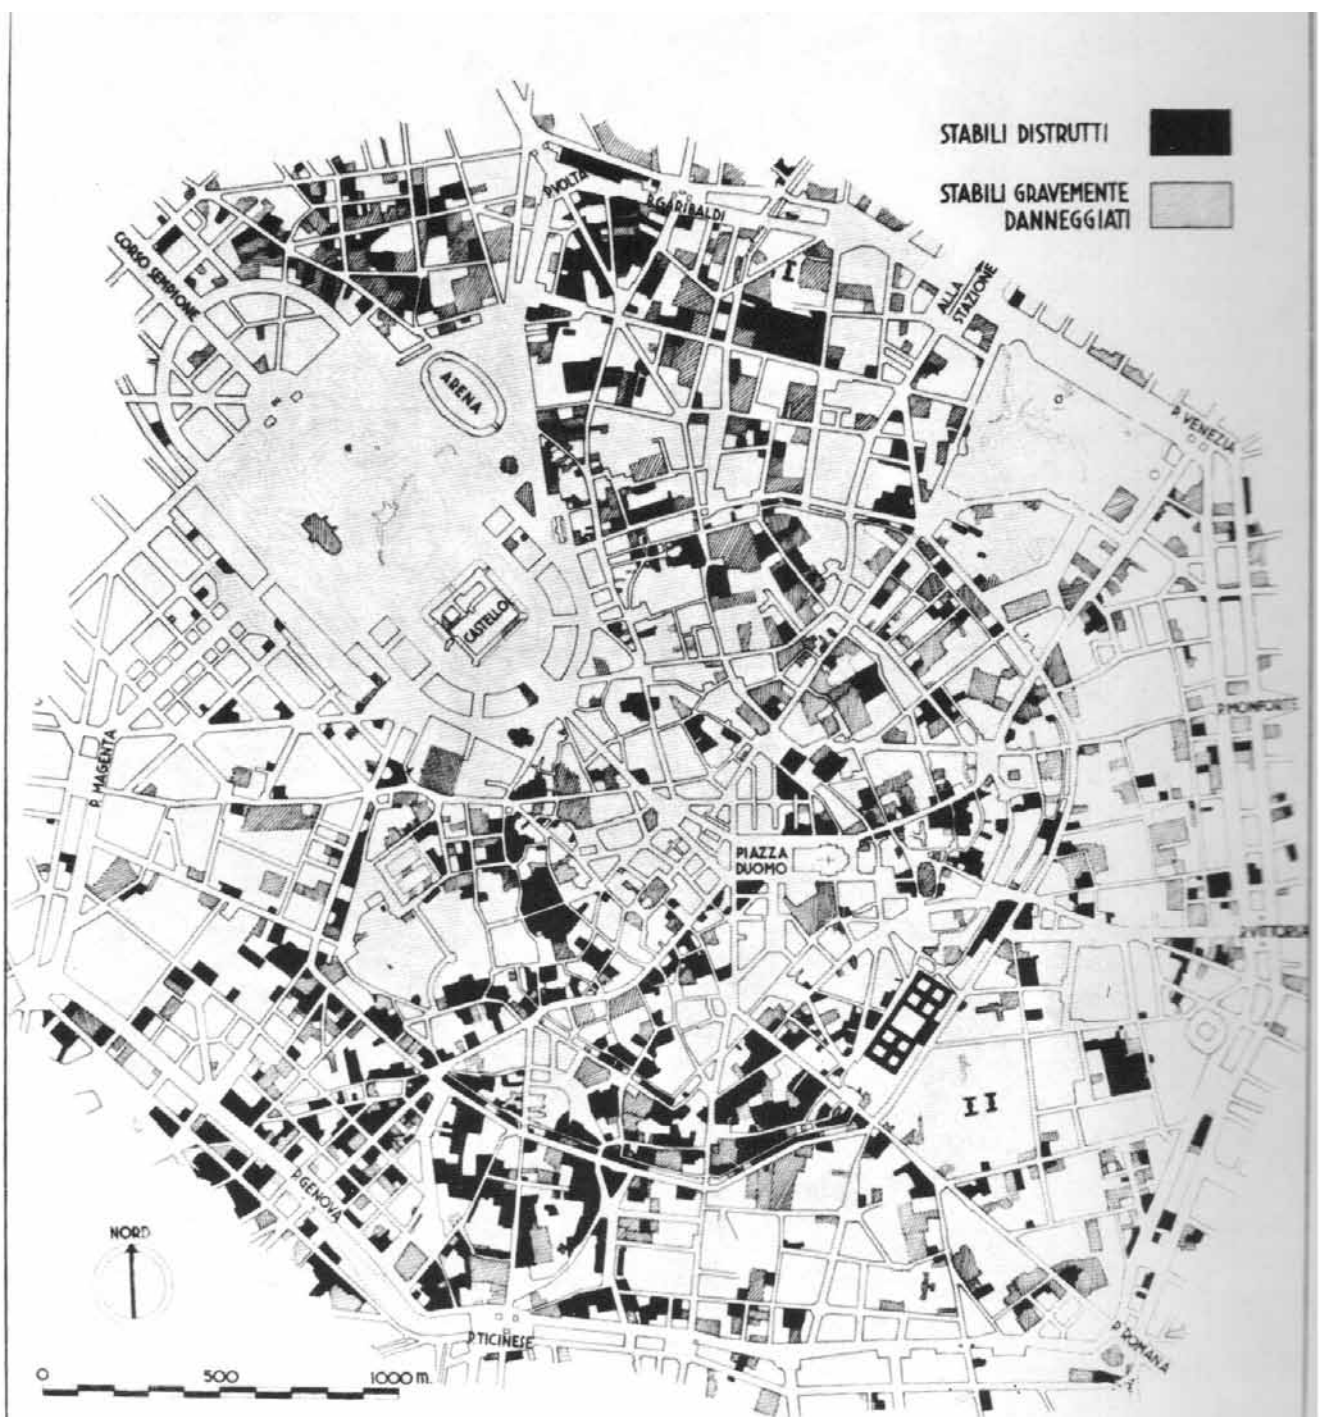 STABILI DISTRUTTI
STABILI GRAVEMENTE
DANNEGGIATI
P. VOLTA
P. GARIBALDI
I
CORSO SEMPIONE
ALLA
STAZIONE
ARENA
P. VENEZIA
CASTELLO
P. MONFORTE
P. MAGENTA
PIAZZA
DUOMO
P. VITTORIA
II
P. GENOVA
NORD
P. TICINESE
P. ROMANA
0 500 1000 m.